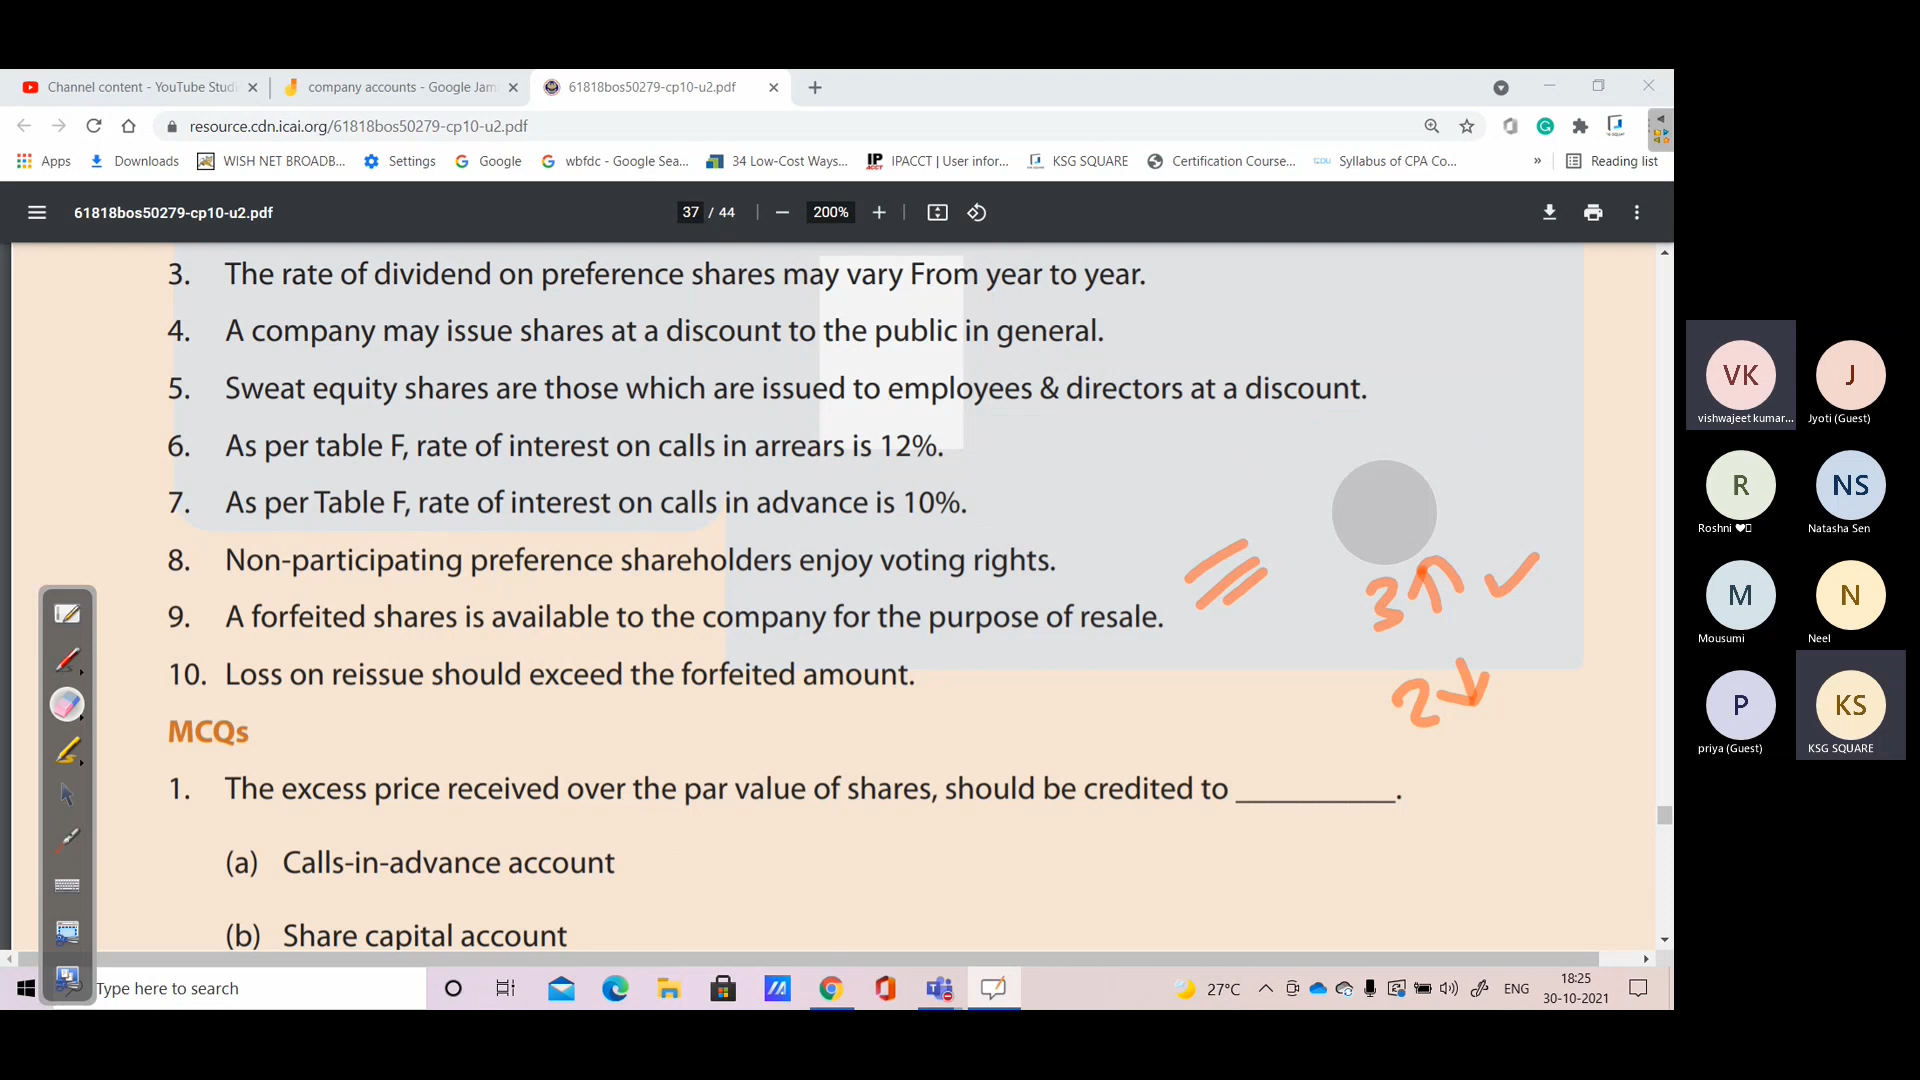 Channel content - YouTube Studi
company accounts - Google Jam
61818bos50279-cp10-u2.pdf
resource.cdn.icai.org/61818bos50279-cp10-u2.pdf
Apps
Downloads
WISH NET BROADB...
Settings
Google
wbfdc - Google Sea...
34 Low-Cost Ways...
IPACCT | User infor...
KSG SQUARE
Certification Course...
Syllabus of CPA Co...
»
Reading list
61818bos50279-cp10-u2.pdf
37 / 44
200%
3. The rate of dividend on preference shares may vary From year to year.
4. A company may issue shares at a discount to the public in general.
5. Sweat equity shares are those which are issued to employees & directors at a discount.
6. As per table F, rate of interest on calls in arrears is 12%.
7. As per Table F, rate of interest on calls in advance is 10%.
8. Non-participating preference shareholders enjoy voting rights.
9. A forfeited shares is available to the company for the purpose of resale.
10. Loss on reissue should exceed the forfeited amount.
3↑ ✓
2↓
MCQs
1. The excess price received over the par value of shares, should be credited to __________.
(a) Calls-in-advance account
(b) Share capital account
Type here to search
27°C
ENG
18:25
30-10-2021
VK
vishwajeet kumar...
J
Jyoti (Guest)
R
Roshni ❤
NS
Natasha Sen
M
Mousumi
N
Neel
P
priya (Guest)
KS
KSG SQUARE